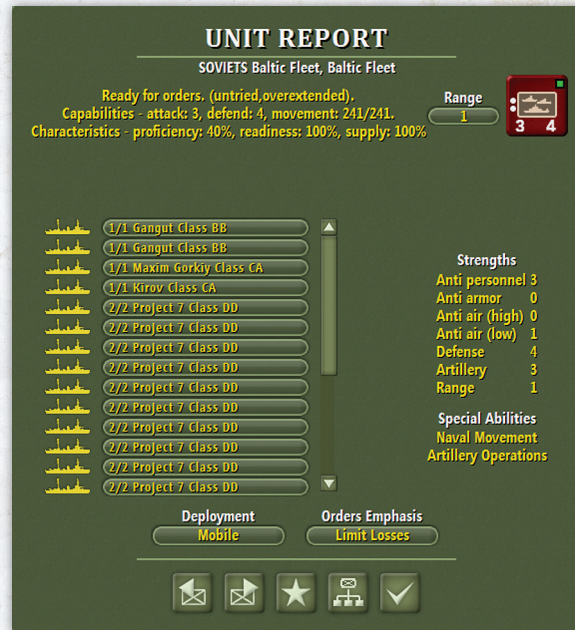 UNIT REPORT
SOVIETS Baltic Fleet, Baltic Fleet
Ready for orders. (untried,overextended).
Capabilities - attack: 3, defend: 4, movement: 241/241.
Characteristics - proficiency: 40%, readiness: 100%, supply: 100%
Range
1
3 4
1/1 Gangut Class BB
1/1 Gangut Class BB
1/1 Maxim Gorkiy Class CA
1/1 Kirov Class CA
2/2 Project 7 Class DD
2/2 Project 7 Class DD
2/2 Project 7 Class DD
2/2 Project 7 Class DD
2/2 Project 7 Class DD
2/2 Project 7 Class DD
2/2 Project 7 Class DD
2/2 Project 7 Class DD
2/2 Project 7 Class DD
2/2 Project 7 Class DD
Strengths
Anti personnel 3
Anti armor 0
Anti air (high) 0
Anti air (low) 1
Defense 4
Artillery 3
Range 1
Special Abilities
Naval Movement
Artillery Operations
Deployment
Mobile
Orders Emphasis
Limit Losses